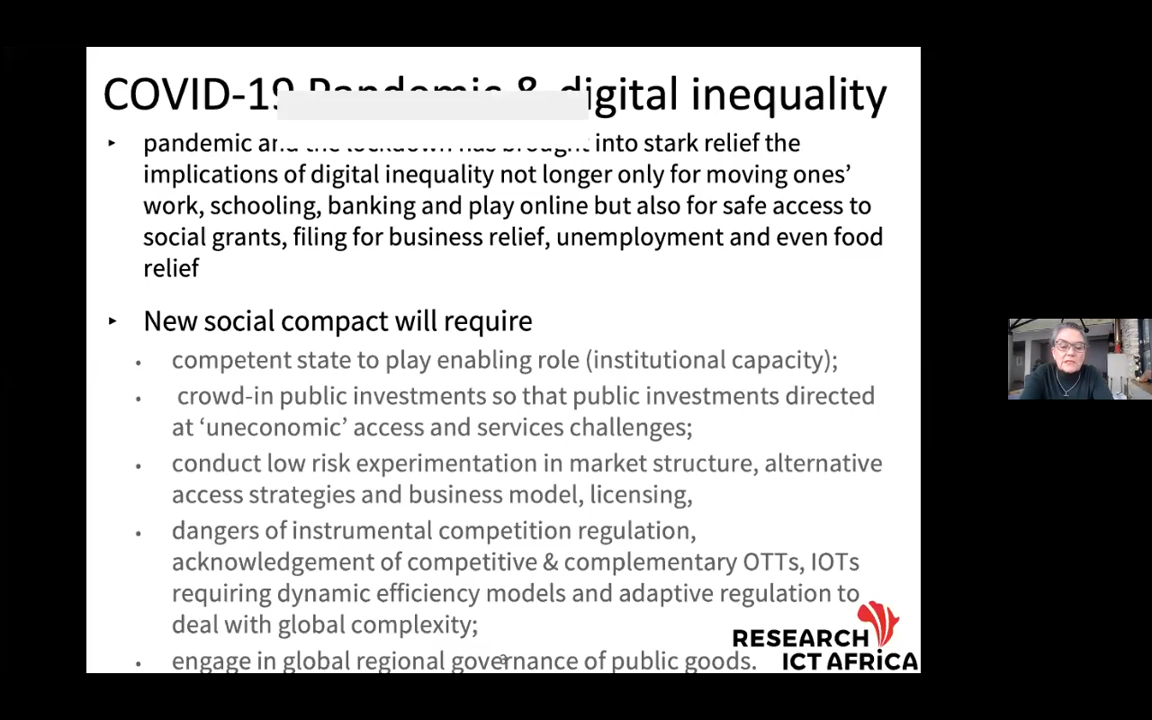 COVID-19 Pandemic & digital inequality
‣ pandemic and the lockdown has brought into stark relief the
implications of digital inequality not longer only for moving ones’
work, schooling, banking and play online but also for safe access to
social grants, filing for business relief, unemployment and even food
relief
‣ New social compact will require
• competent state to play enabling role (institutional capacity);
• crowd-in public investments so that public investments directed
at ‘uneconomic’ access and services challenges;
• conduct low risk experimentation in market structure, alternative
access strategies and business model, licensing,
• dangers of instrumental competition regulation,
acknowledgement of competitive & complementary OTTs, IOTs
requiring dynamic efficiency models and adaptive regulation to
deal with global complexity;
• engage in global regional governance of public goods.
RESEARCH
ICT AFRICA